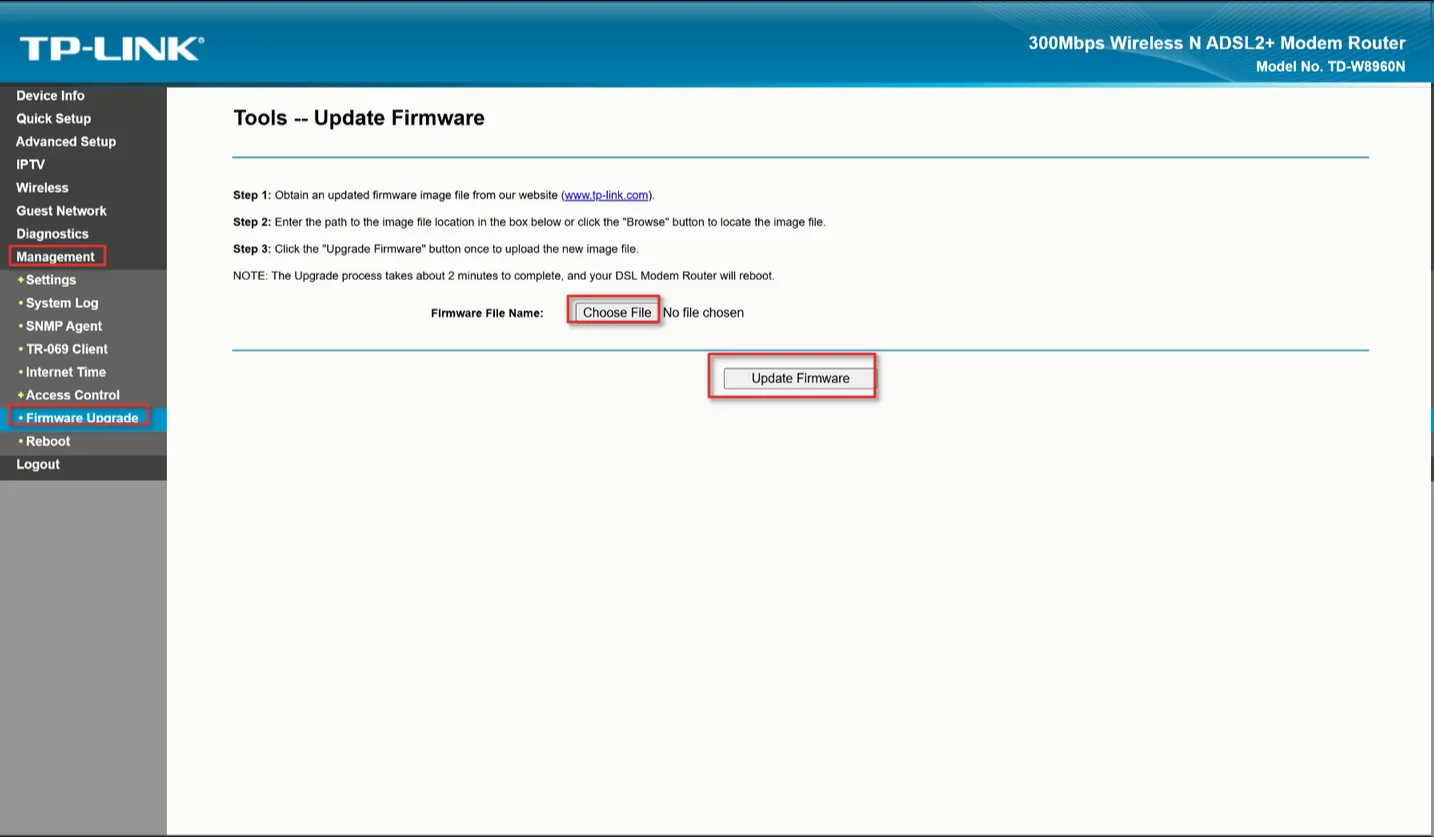 TP-LINK®
300Mbps Wireless N ADSL2+ Modem Router
Model No. TD-W8960N
Device Info
Quick Setup
Advanced Setup
IPTV
Wireless
Guest Network
Diagnostics
Management
Settings
System Log
SNMP Agent
TR-069 Client
Internet Time
Access Control
Firmware Upgrade
Reboot
Logout
Tools -- Update Firmware
Step 1: Obtain an updated firmware image file from our website (www.tp-link.com).
Step 2: Enter the path to the image file location in the box below or click the "Browse" button to locate the image file.
Step 3: Click the "Upgrade Firmware" button once to upload the new image file.
NOTE: The Upgrade process takes about 2 minutes to complete, and your DSL Modem Router will reboot.
Firmware File Name: Choose File No file chosen
Update Firmware